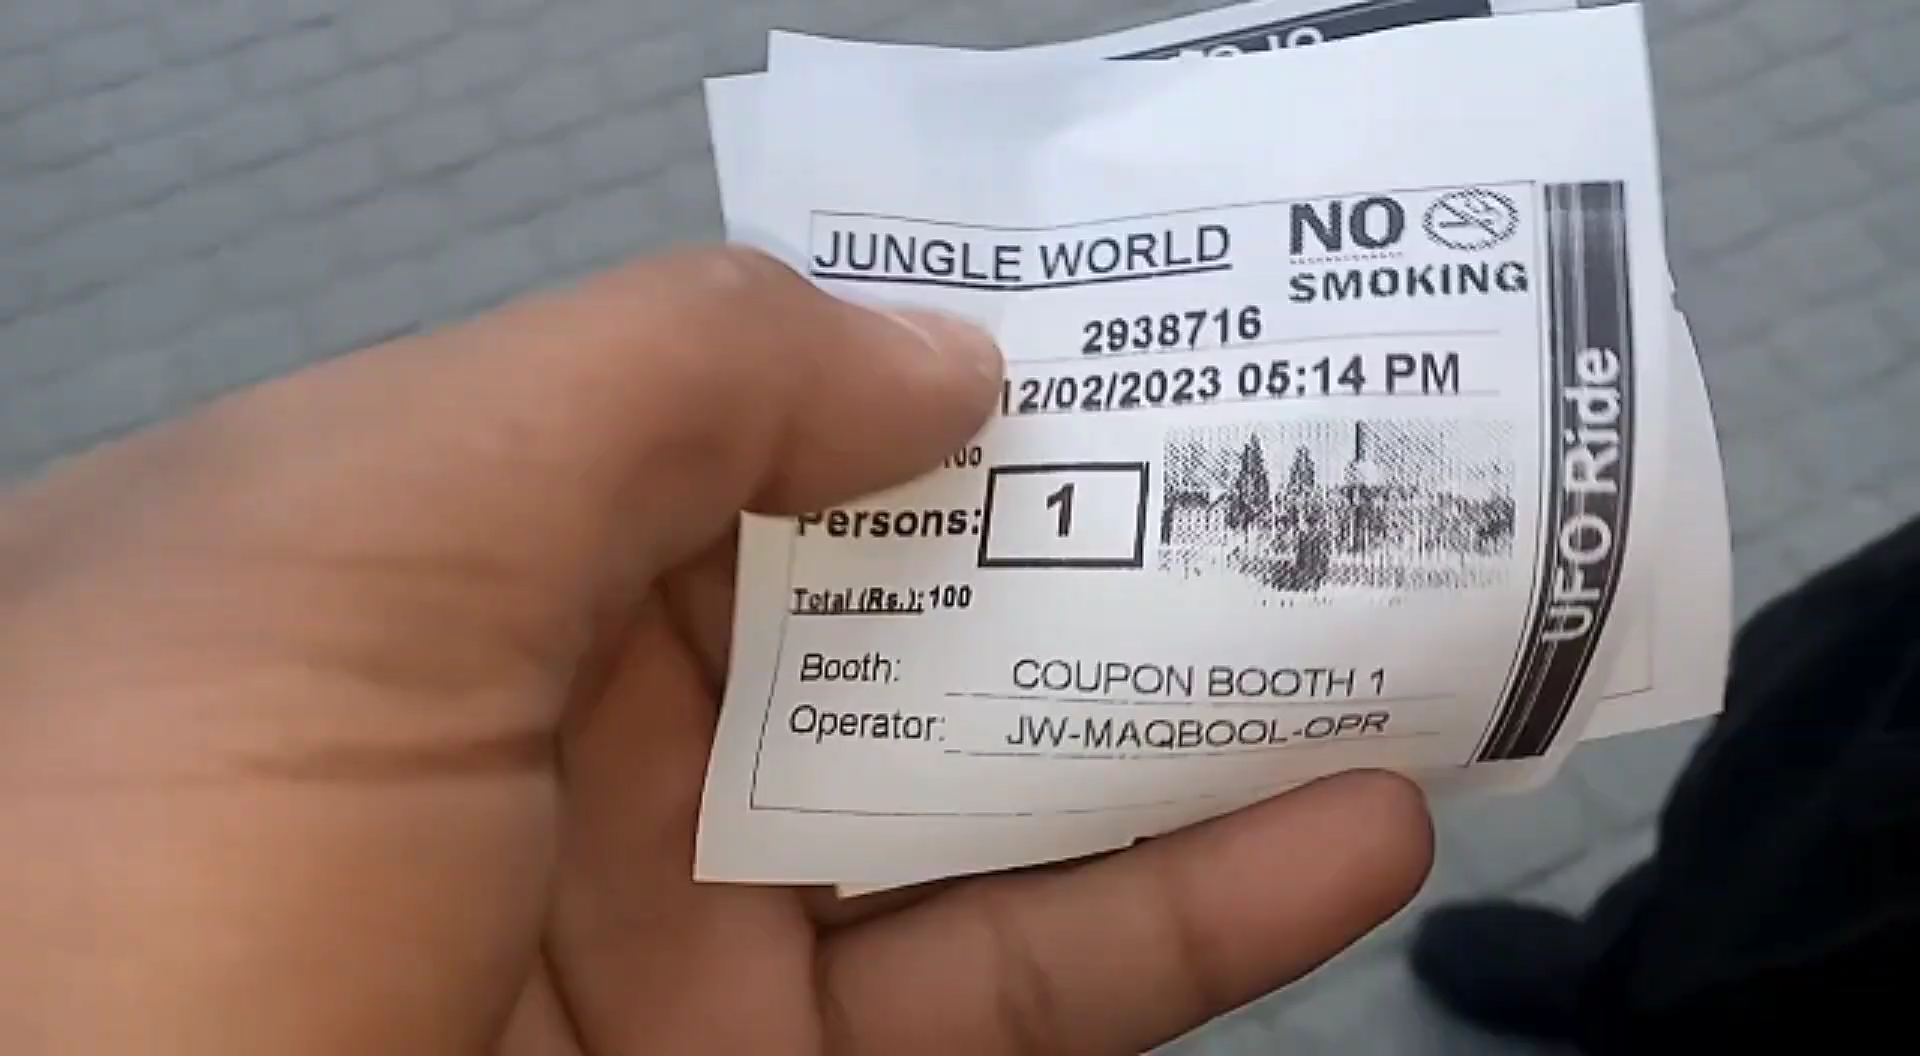 JUNGLE WORLD
NO
SMOKING
2938716
12/02/2023 05:14 PM
100
Persons: 1
Total (Rs.): 100
Booth: COUPON BOOTH 1
Operator: JW-MAQBOOL-OPR
UFO Ride